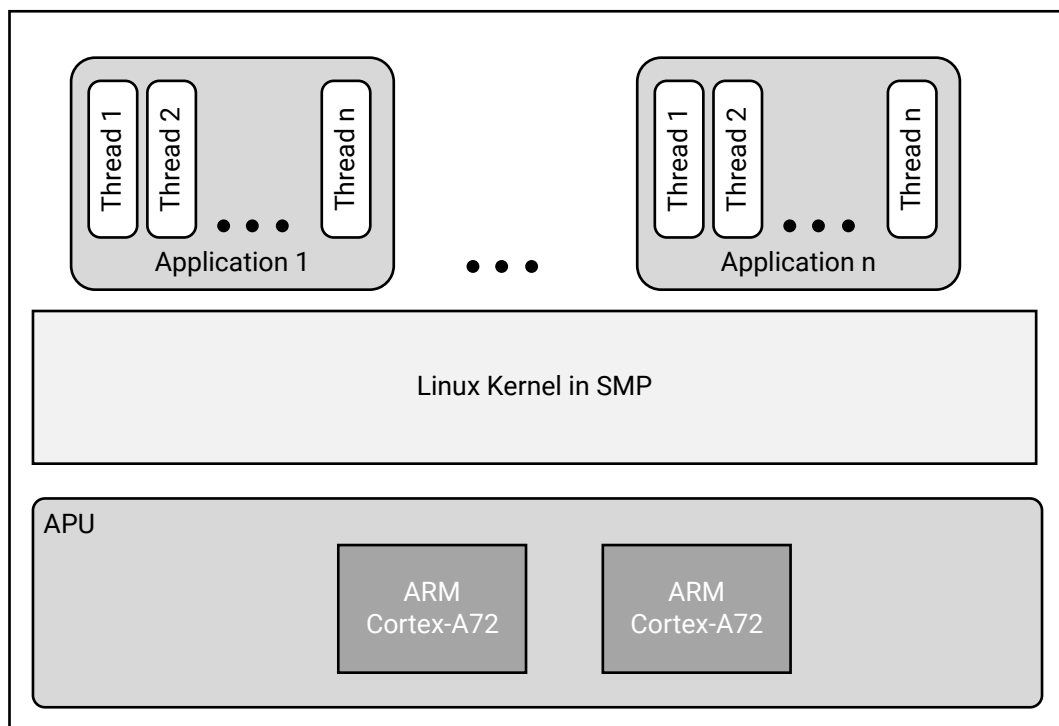 Thread 1
Thread 2
Thread n
Application 1
Thread 1
Thread 2
Thread n
Application n
Linux Kernel in SMP
APU
ARM
Cortex-A72
ARM
Cortex-A72